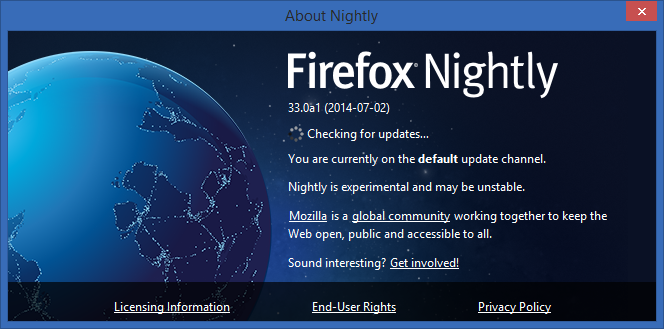 About Nightly
Firefox® Nightly
33.0a1 (2014-07-02)
Checking for updates...
You are currently on the default update channel.
Nightly is experimental and may be unstable.
Mozilla is a global community working together to keep the
Web open, public and accessible to all.
Sound interesting? Get involved!
Licensing Information
End-User Rights
Privacy Policy